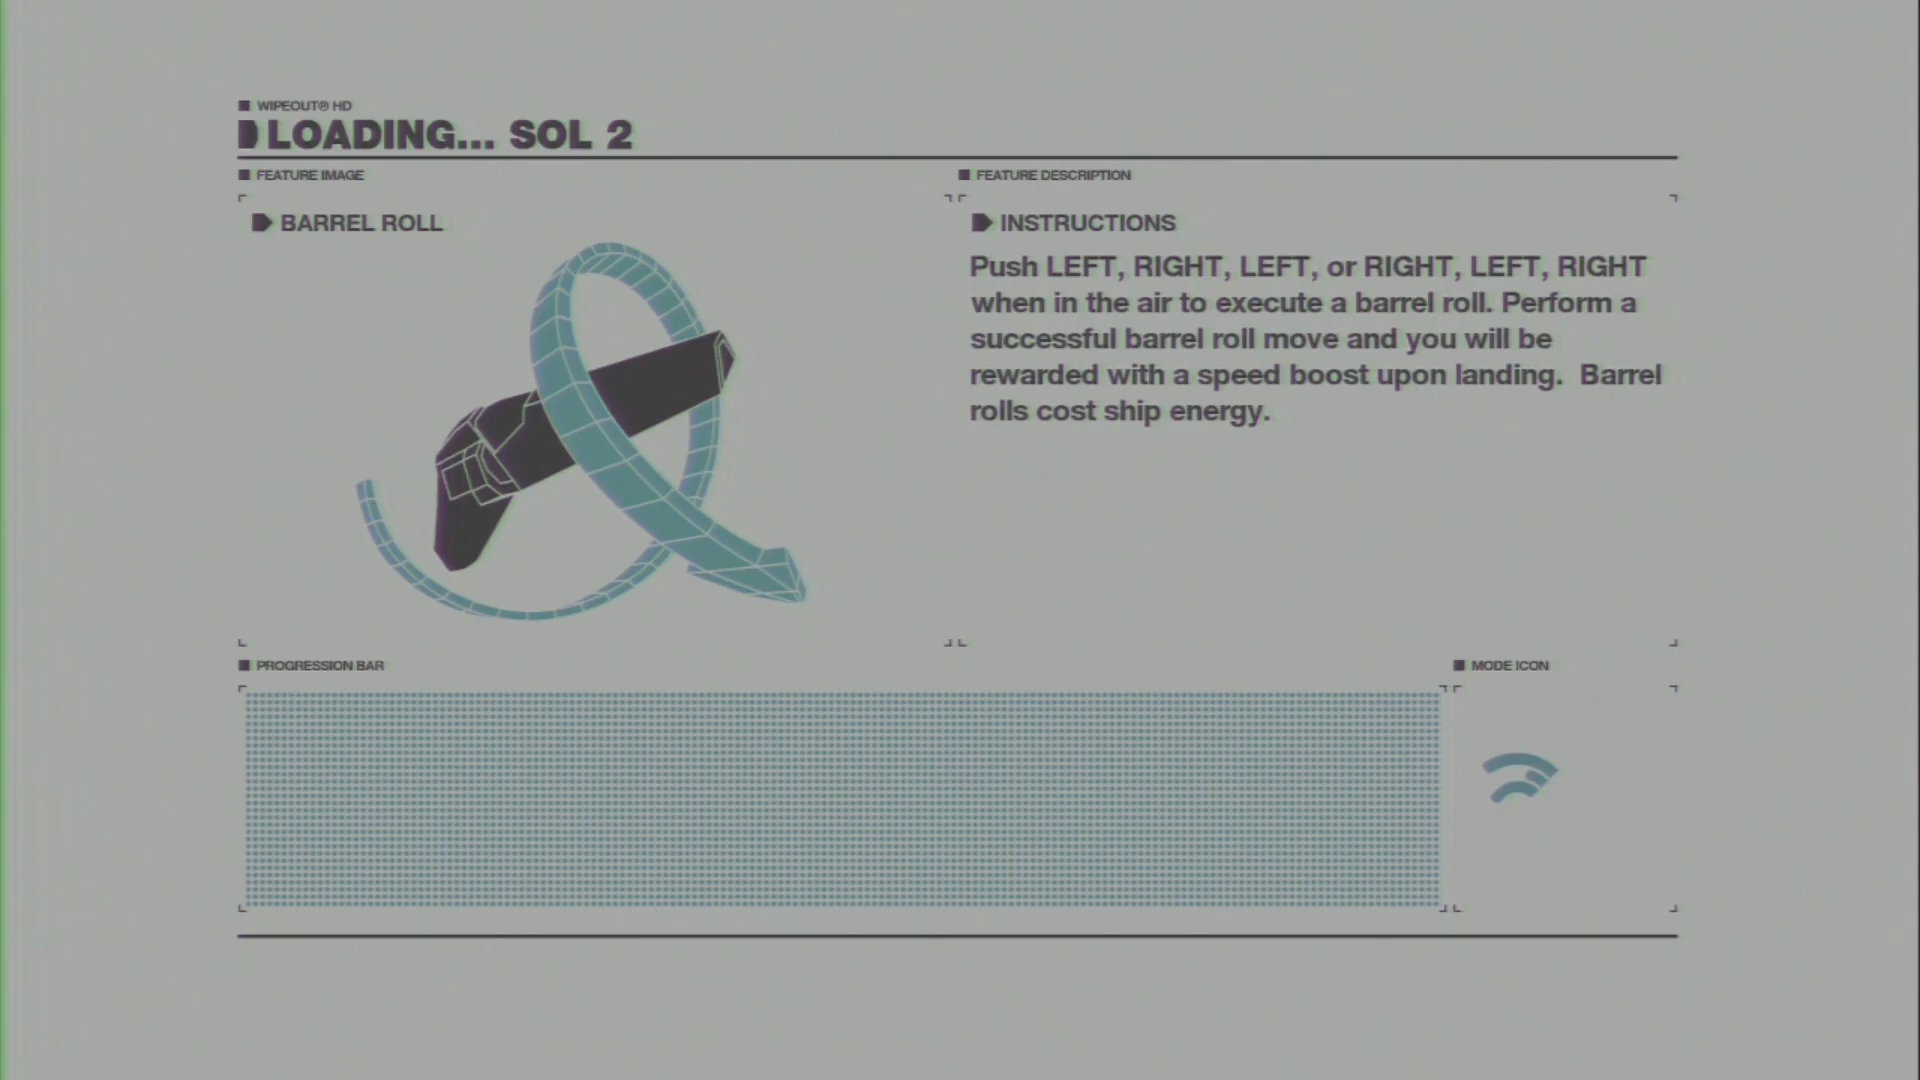 WIPEOUT® HD
LOADING... SOL 2
FEATURE IMAGE
FEATURE DESCRIPTION
BARREL ROLL
INSTRUCTIONS
Push LEFT, RIGHT, LEFT, or RIGHT, LEFT, RIGHT
when in the air to execute a barrel roll. Perform a
successful barrel roll move and you will be
rewarded with a speed boost upon landing.  Barrel
rolls cost ship energy.
PROGRESSION BAR
MODE ICON